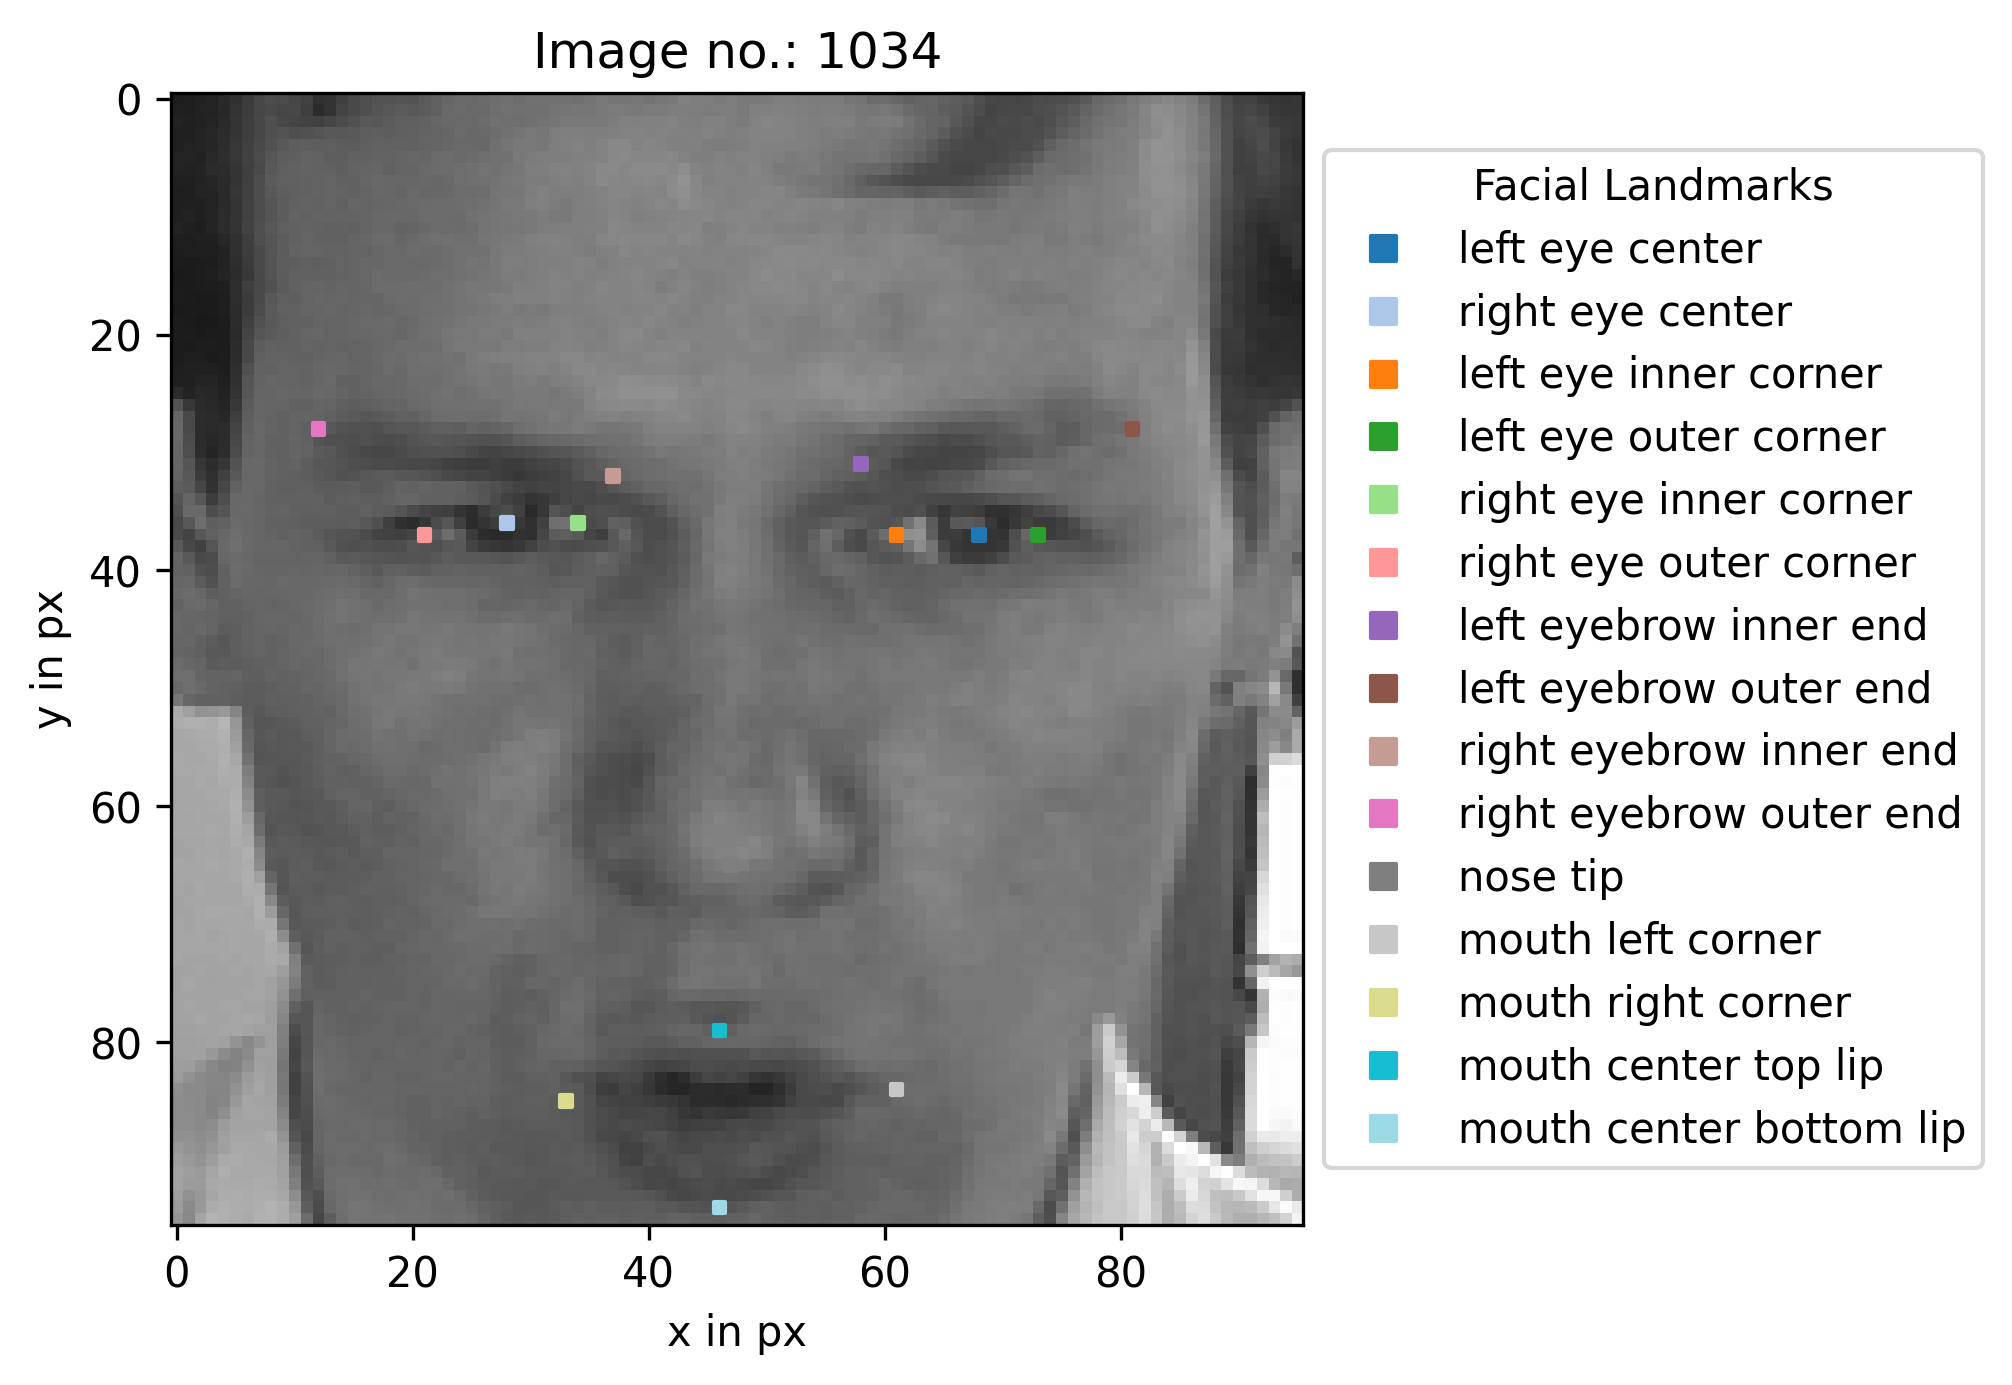 Image no.: 1034
0
20
40
60
80
y in px
0 20 40 60 80
x in px
Facial Landmarks
left eye center
right eye center
left eye inner corner
left eye outer corner
right eye inner corner
right eye outer corner
left eyebrow inner end
left eyebrow outer end
right eyebrow inner end
right eyebrow outer end
nose tip
mouth left corner
mouth right corner
mouth center top lip
mouth center bottom lip